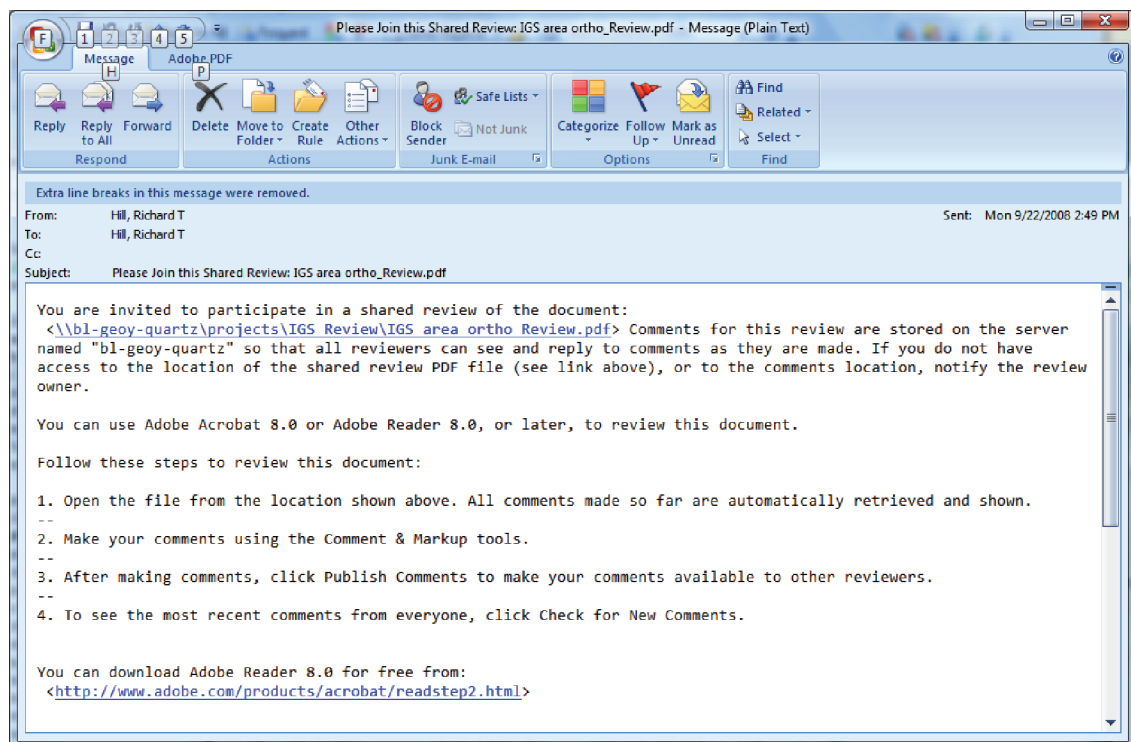 Please Join this Shared Review: IGS area ortho_Review.pdf - Message (Plain Text)
F 1 2 3 4 5
Message Adobe PDF
H P
Reply Reply to All Forward Delete Move to Folder Create Rule Other Actions Block Sender Safe Lists Not Junk Categorize Follow Up Mark as Unread Find Related Select
Respond Actions Junk E-mail Options Find
Extra line breaks in this message were removed.
From: Hill, Richard T Sent: Mon 9/22/2008 2:49 PM
To: Hill, Richard T
Cc:
Subject: Please Join this Shared Review: IGS area ortho_Review.pdf
You are invited to participate in a shared review of the document:
<\\bl-geoy-quartz\projects\IGS Review\IGS area ortho Review.pdf> Comments for this review are stored on the server
named "bl-geoy-quartz" so that all reviewers can see and reply to comments as they are made. If you do not have
access to the location of the shared review PDF file (see link above), or to the comments location, notify the review
owner.
You can use Adobe Acrobat 8.0 or Adobe Reader 8.0, or later, to review this document.
Follow these steps to review this document:
1. Open the file from the location shown above. All comments made so far are automatically retrieved and shown.
--
2. Make your comments using the Comment & Markup tools.
--
3. After making comments, click Publish Comments to make your comments available to other reviewers.
--
4. To see the most recent comments from everyone, click Check for New Comments.
You can download Adobe Reader 8.0 for free from:
<http://www.adobe.com/products/acrobat/readstep2.html>